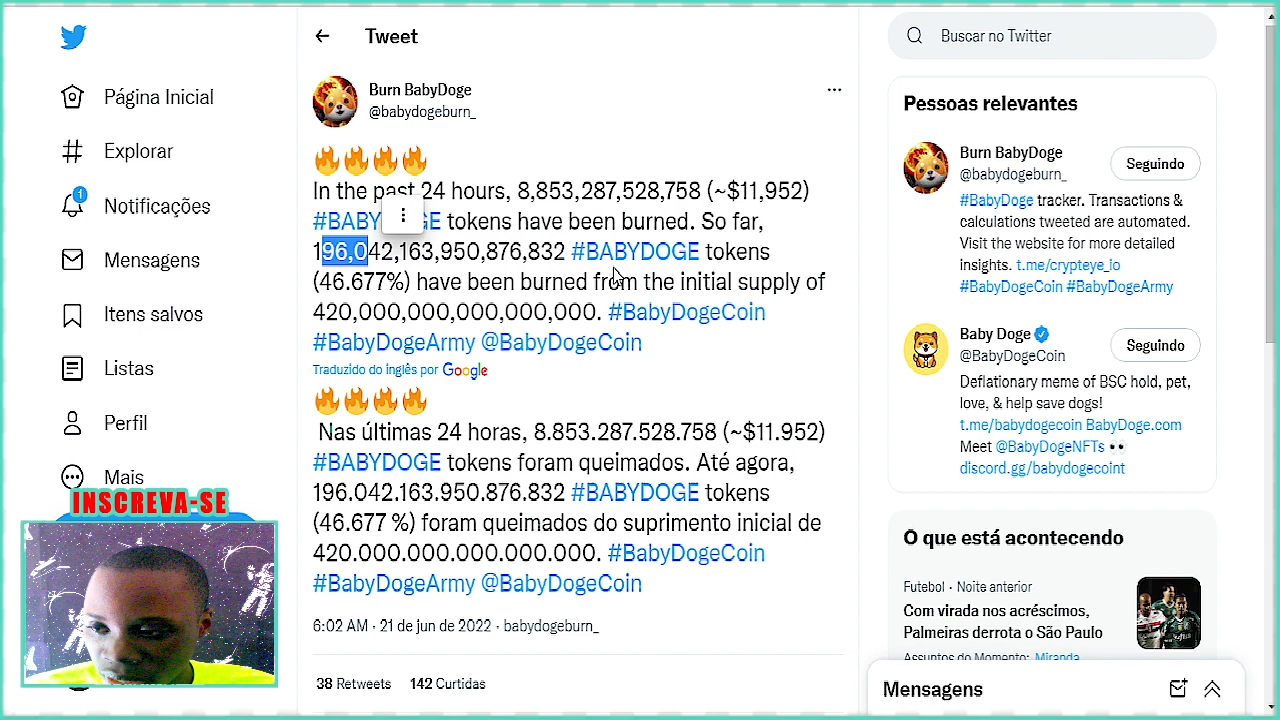 Página Inicial
Explorar
1
Notificações
Mensagens
Itens salvos
Listas
Perfil
Mais
INSCREVA-SE
Tweet
Burn BabyDoge
@babydogeburn_
In the past 24 hours, 8,853,287,528,758 (~$11,952)
#BABYDOGE tokens have been burned. So far,
196,042,163,950,876,832 #BABYDOGE tokens
(46.677%) have been burned from the initial supply of
420,000,000,000,000,000. #BabyDogeCoin
#BabyDogeArmy @BabyDogeCoin
Traduzido do inglês por Google
Nas últimas 24 horas, 8.853.287.528.758 (~$11.952)
#BABYDOGE tokens foram queimados. Até agora,
196.042.163.950.876.832 #BABYDOGE tokens
(46.677 %) foram queimados do suprimento inicial de
420.000.000.000.000.000. #BabyDogeCoin
#BabyDogeArmy @BabyDogeCoin
6:02 AM · 21 de jun de 2022 · babydogeburn_
38 Retweets 142 Curtidas
Buscar no Twitter
Pessoas relevantes
Burn BabyDoge
@babydogeburn_
Seguindo
#BabyDoge tracker. Transactions &
calculations tweeted are automated.
Visit the website for more detailed
insights. t.me/crypteye_io
#BabyDogeCoin #BabyDogeArmy
Baby Doge
@BabyDogeCoin
Seguindo
Deflationary meme of BSC hold, pet,
love, & help save dogs!
t.me/babydogecoin BabyDoge.com
Meet @BabyDogeNFTs
discord.gg/babydogecoint
O que está acontecendo
Futebol · Noite anterior
Com virada nos acréscimos,
Palmeiras derrota o São Paulo
Assuntos do Momento: Miranda
Mensagens